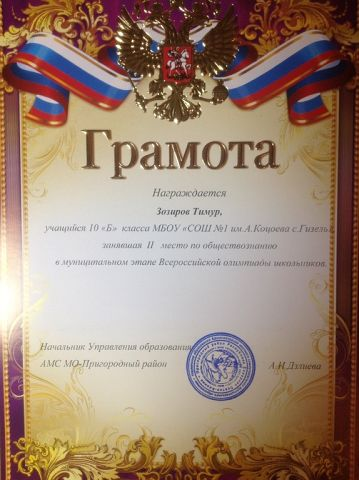 Грамота
Награждается
Зозиров Тимур,
учащийся 10 «Б» класса МБОУ «СОШ №1 им.А.Коцоева с.Гизель»,
занявшая II место по обществознанию
в муниципальном этапе Всероссийской олимпиады школьников.
Начальник Управления образования
АМС МО-Пригородный район
А.Н.Дзлиева